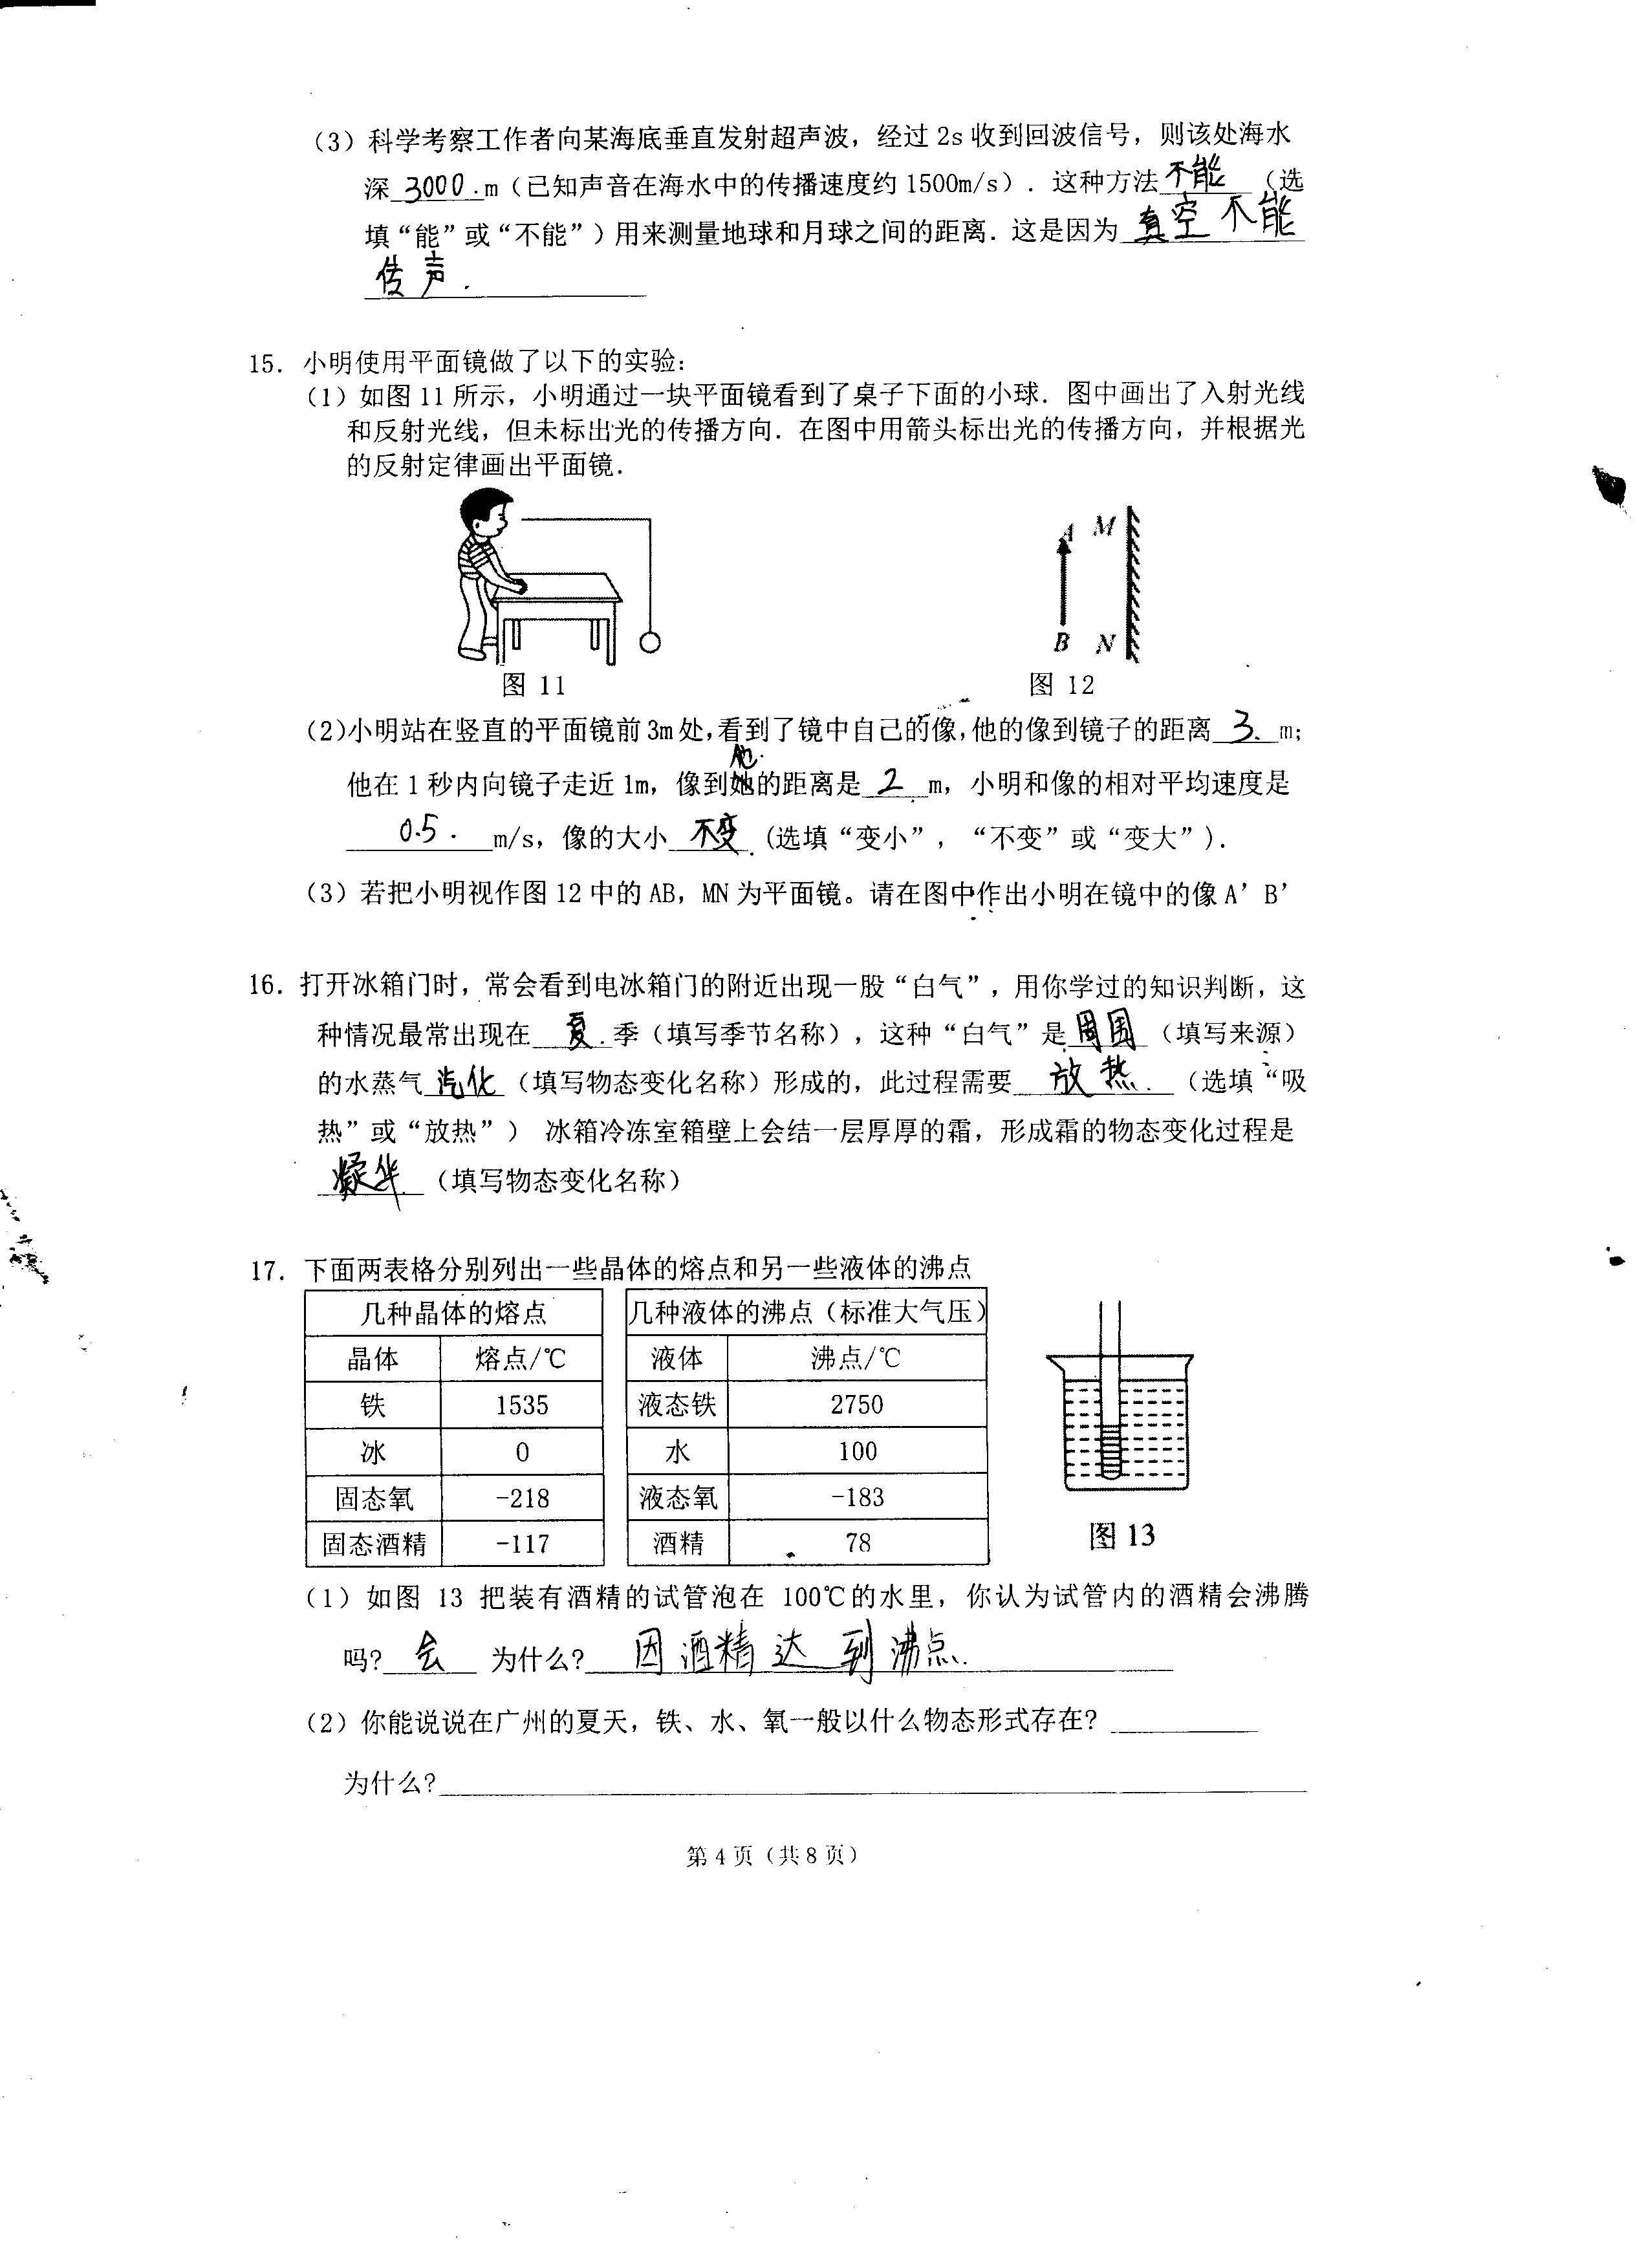 （3）科学考察工作者向某海底垂直发射超声波，经过 2s 收到回波信号，则该处海水
深 3000 .m（已知声音在海水中的传播速度约 1500m/s）. 这种方法 不能 （选
填“能”或“不能”）用来测量地球和月球之间的距离. 这是因为 真空不能
传声.
15. 小明使用平面镜做了以下的实验:
（1）如图 11 所示，小明通过一块平面镜看到了桌子下面的小球. 图中画出了入射光线
和反射光线，但未标出光的传播方向. 在图中用箭头标出光的传播方向，并根据光
的反射定律画出平面镜.
A M
B N
图 11 图 12
（2）小明站在竖直的平面镜前 3m 处，看到了镜中自己的像，他的像到镜子的距离 3. m;
他
他在 1 秒内向镜子走近 1m，像到她的距离是 2 m，小明和像的相对平均速度是
0.5. m/s，像的大小 不变.（选填“变小”，“不变”或“变大”）.
（3）若把小明视作图 12 中的 AB，MN 为平面镜。请在图中作出小明在镜中的像 A' B'
16. 打开冰箱门时，常会看到电冰箱门的附近出现一股“白气”，用你学过的知识判断，这
种情况最常出现在 夏. 季（填写季节名称），这种“白气”是 周围 （填写来源）
的水蒸气 汽化 （填写物态变化名称）形成的，此过程需要 放热. （选填“吸
热”或“放热”） 冰箱冷冻室箱壁上会结一层厚厚的霜，形成霜的物态变化过程是
凝华 （填写物态变化名称）
17. 下面两表格分别列出一些晶体的熔点和另一些液体的沸点
几种晶体的熔点 几种液体的沸点（标准大气压）
晶体 熔点/℃ 液体 沸点/℃
铁 1535 液态铁 2750
冰 0 水 100
固态氧 -218 液态氧 -183
固态酒精 -117 酒精 78
图 13
（1）如图 13 把装有酒精的试管泡在 100℃的水里，你认为试管内的酒精会沸腾
吗? 会 为什么? 因酒精达到沸点.
（2）你能说说在广州的夏天，铁、水、氧一般以什么物态形式存在?
为什么?
第 4 页（共 8 页）